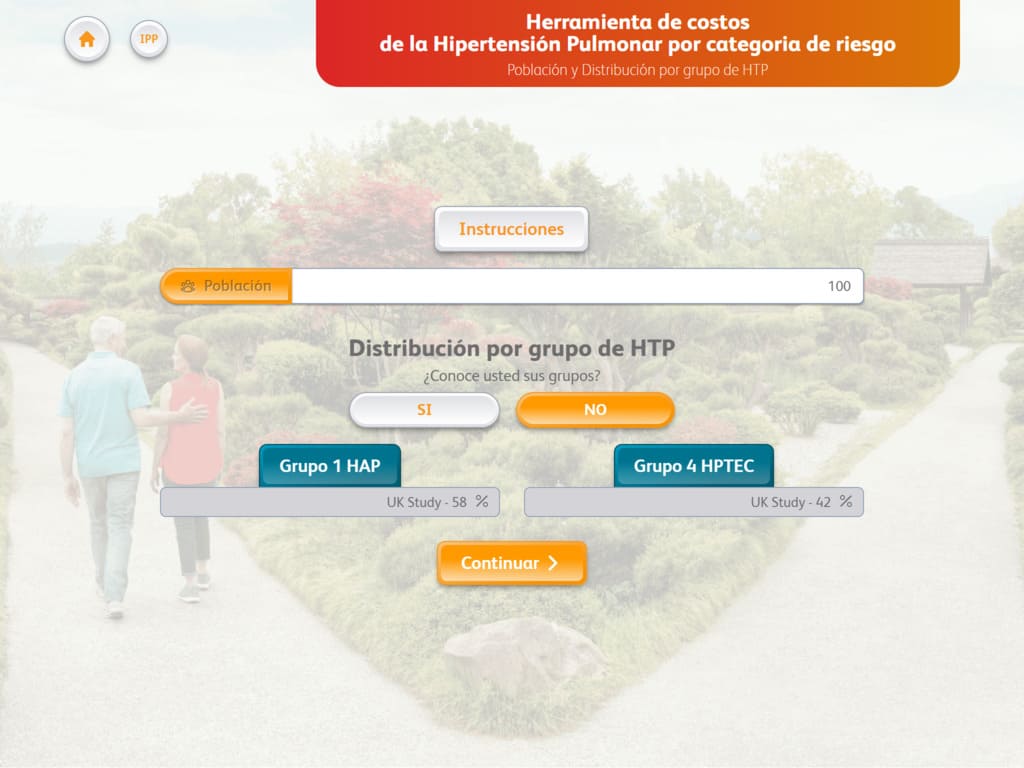 IPP
Herramienta de costos
de la Hipertensión Pulmonar por categoria de riesgo
Población y Distribución por grupo de HTP
Instrucciones
Población
100
Distribución por grupo de HTP
¿Conoce usted sus grupos?
SI
NO
Grupo 1 HAP
Grupo 4 HPTEC
UK Study - 58 %
UK Study - 42 %
Continuar